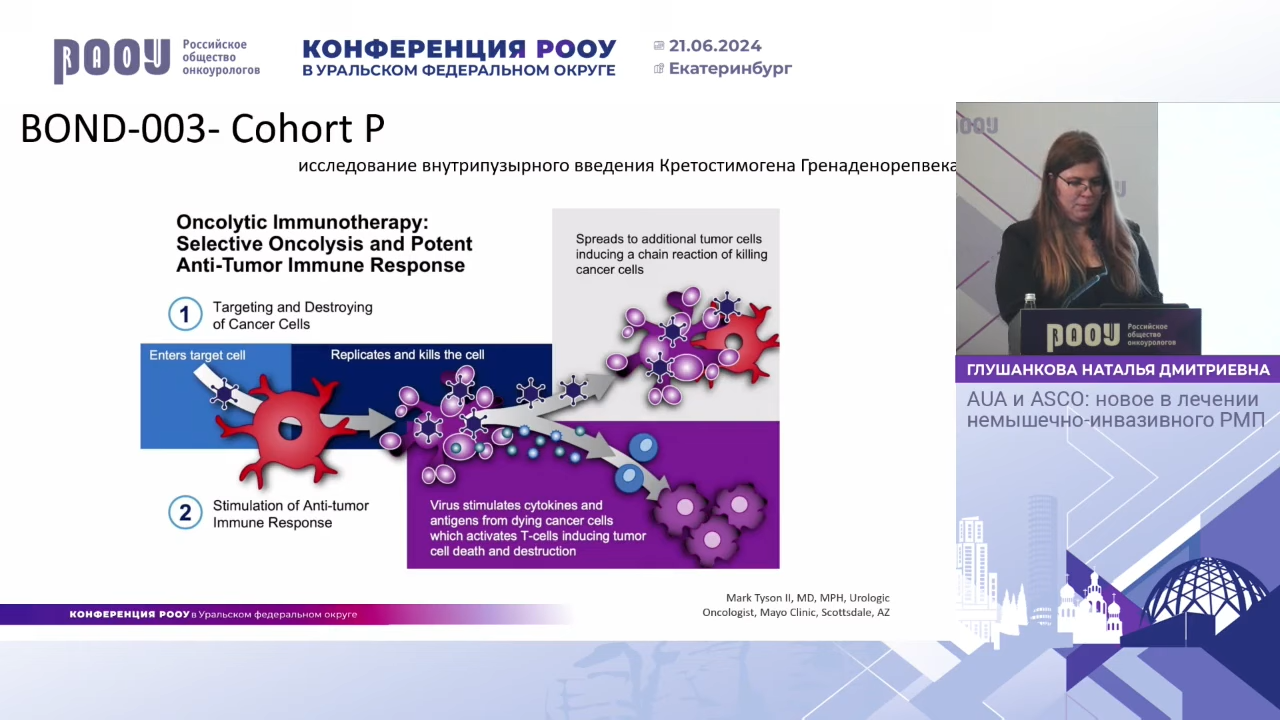 РООУ
Российское
общество
онкоурологов
КОНФЕРЕНЦИЯ РООУ
В УРАЛЬСКОМ ФЕДЕРАЛЬНОМ ОКРУГЕ
21.06.2024
Екатеринбург
BOND-003- Cohort P
исследование внутрипузырного введения Кретостимогена Гренаденорепвека
Oncolytic Immunotherapy:
Selective Oncolysis and Potent
Anti-Tumor Immune Response
1
Targeting and Destroying
of Cancer Cells
Enters target cell
Replicates and kills the cell
Spreads to additional tumor cells
inducing a chain reaction of killing
cancer cells
2
Stimulation of Anti-tumor
Immune Response
Virus stimulates cytokines and
antigens from dying cancer cells
which activates T-cells inducing tumor
cell death and destruction
Mark Tyson II, MD, MPH, Urologic
Oncologist, Mayo Clinic, Scottsdale, AZ
КОНФЕРЕНЦИЯ РООУ в Уральском федеральном округе
РООУ
Российское
общество
онкоурологов
ГЛУШАНКОВА НАТАЛЬЯ ДМИТРИЕВНА
AUA и ASCO: новое в лечении
немышечно-инвазивного РМП